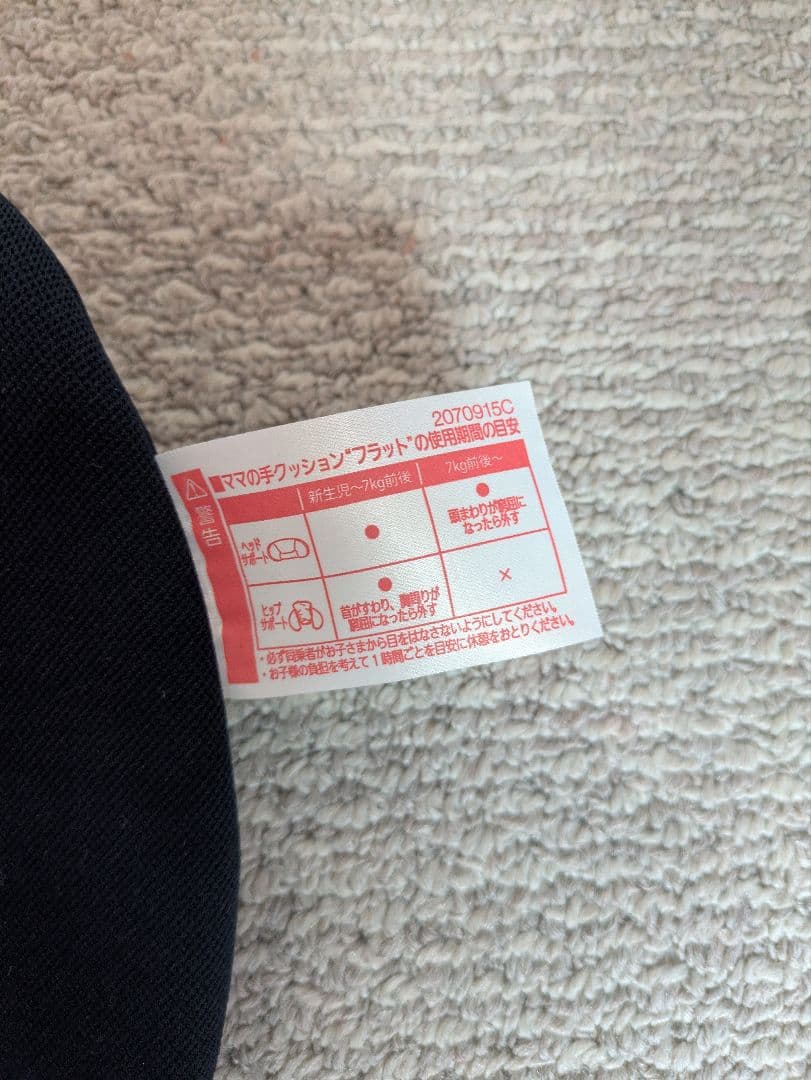 2070915C
■ママの手クッション"フラット"の使用期間の目安
警告
新生児〜7kg前後
7kg前後〜
ヘッド
サポート
●
●
頭まわりが窮屈に
なったら外す
ヒップ
サポート
●
首がすわり、胸周りが
窮屈になったら外す
×
・必ず同乗者がお子さまから目をはなさないようにしてください。
・お子様の負担を考えて1時間ごとを目安に休憩をおとりください。